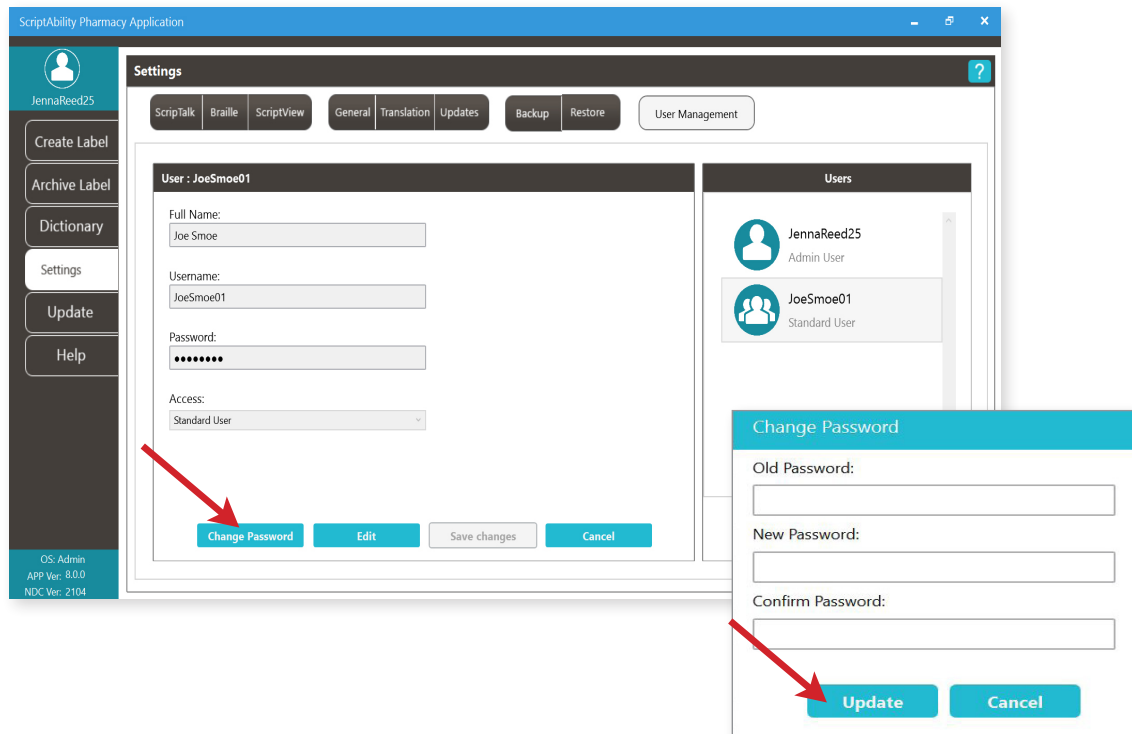 ScriptAbility Pharmacy Application
JennaReed25
Create Label
Archive Label
Dictionary
Settings
Update
Help
OS: Admin
APP Ver: 8.0.0
NDC Ver: 2104
Settings
?
ScripTalk Braille ScriptView General Translation Updates Backup Restore User Management
User : JoeSmoe01
Full Name:
Joe Smoe
Username:
JoeSmoe01
Password:
••••••••
Access:
Standard User
Change Password Edit Save changes Cancel
Users
JennaReed25
Admin User
JoeSmoe01
Standard User
Change Password
Old Password:
New Password:
Confirm Password:
Update Cancel